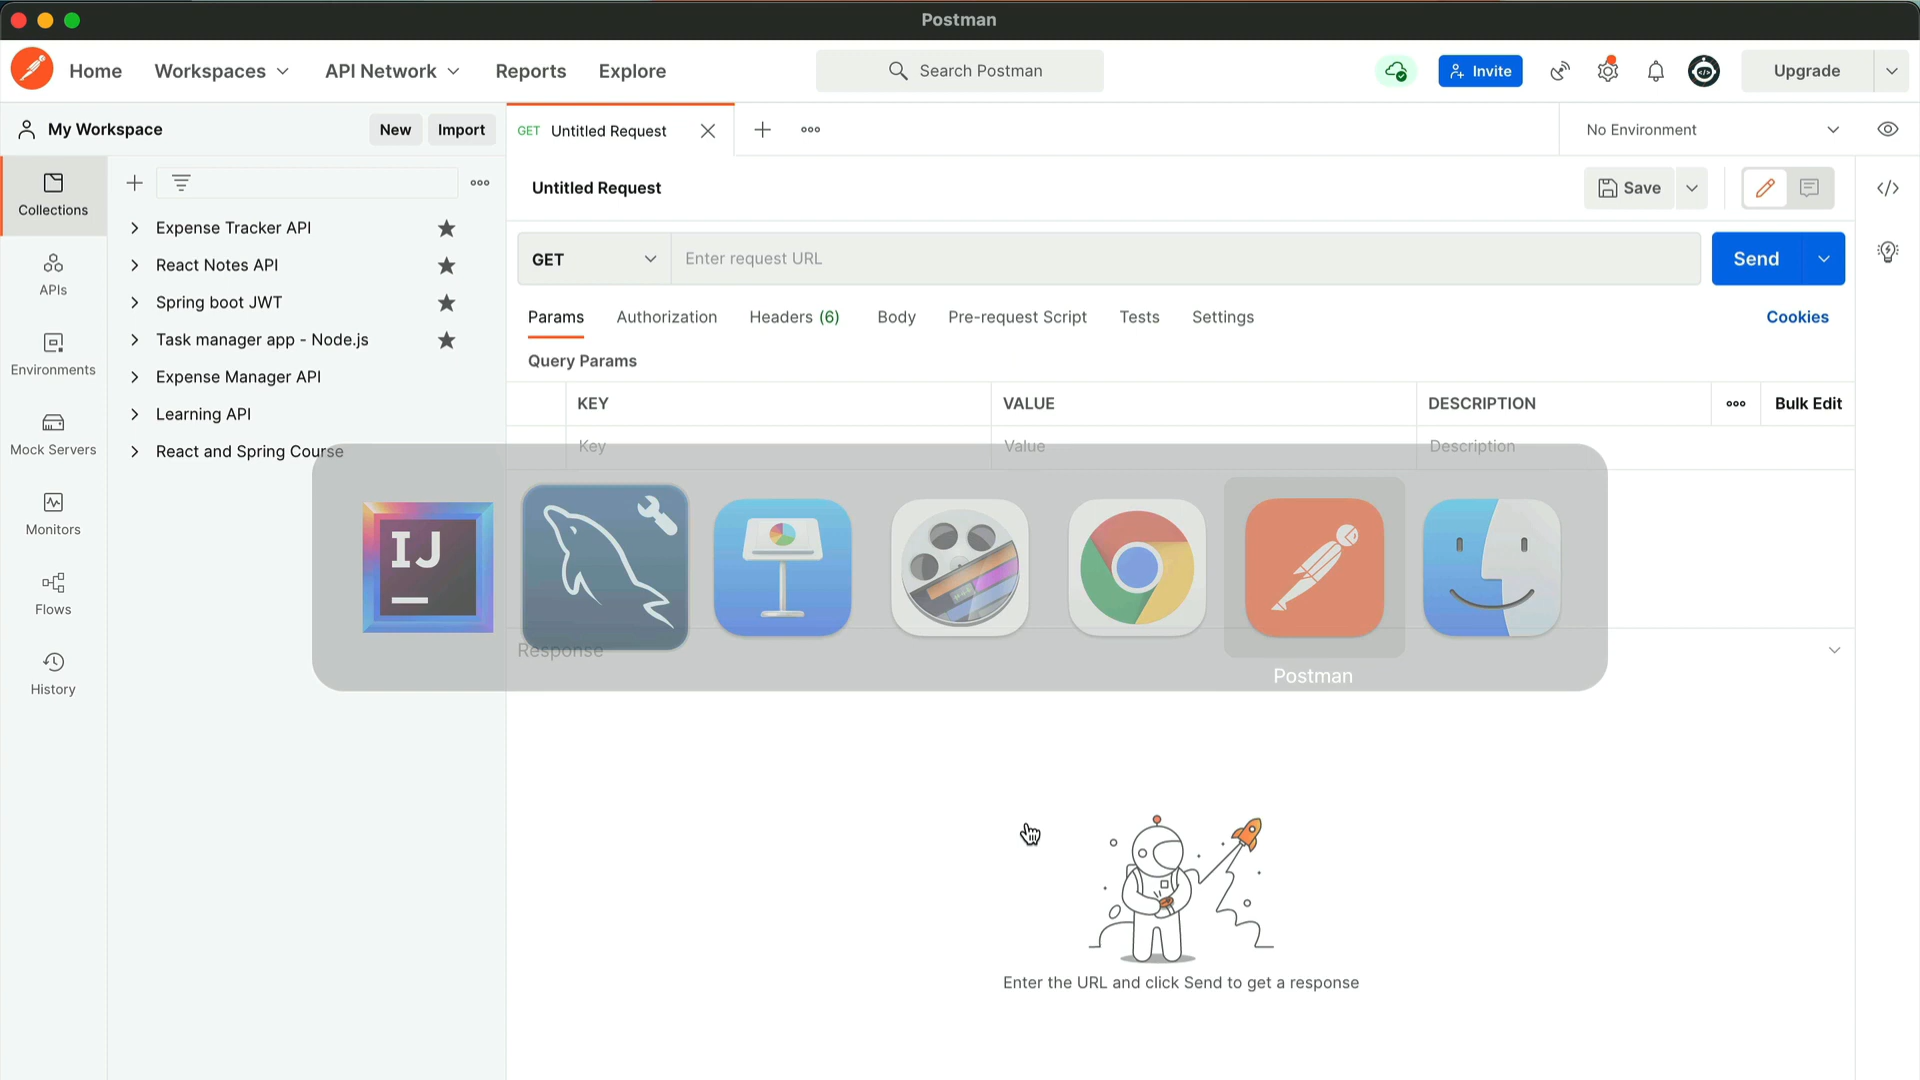 Postman
Home
Workspaces
API Network
Reports
Explore
Search Postman
Invite
Upgrade
My Workspace
New
Import
GET Untitled Request
No Environment
Collections
APIs
Environments
Mock Servers
Monitors
Flows
History
Expense Tracker API
React Notes API
Spring boot JWT
Task manager app - Node.js
Expense Manager API
Learning API
React and Spring Course
Untitled Request
Save
GET
Enter request URL
Send
Params
Authorization
Headers (6)
Body
Pre-request Script
Tests
Settings
Cookies
Query Params
KEY
VALUE
DESCRIPTION
Bulk Edit
Key
Value
Description
IJ
Response
Postman
Enter the URL and click Send to get a response